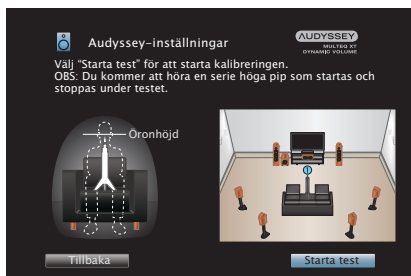 Audyssey-inställningar
AUDYSSEY
MULTEQ XT
DYNAMIC VOLUME
Välj "Starta test" för att starta kalibreringen.
OBS: Du kommer att höra en serie höga pip som startas och
stoppas under testet.
Öronhöjd
1
Tillbaka
Starta test